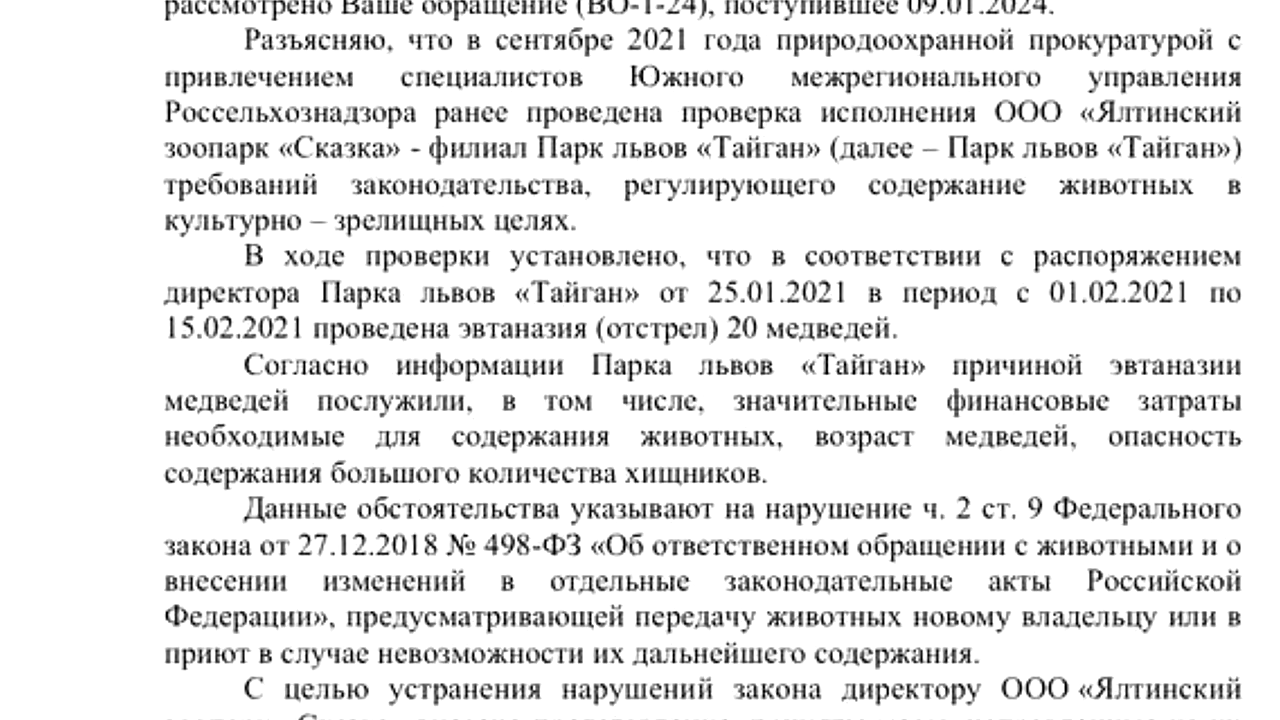 рассмотрено Ваше обращение (ВО-1-24), поступившее 09.01.2024.
Разъясняю, что в сентябре 2021 года природоохранной прокуратурой с
привлечением специалистов Южного межрегионального управления
Россельхознадзора ранее проведена проверка исполнения ООО «Ялтинский
зоопарк «Сказка» - филиал Парк львов «Тайган» (далее – Парк львов «Тайган»)
требований законодательства, регулирующего содержание животных в
культурно – зрелищных целях.
В ходе проверки установлено, что в соответствии с распоряжением
директора Парка львов «Тайган» от 25.01.2021 в период с 01.02.2021 по
15.02.2021 проведена эвтаназия (отстрел) 20 медведей.
Согласно информации Парка львов «Тайган» причиной эвтаназии
медведей послужили, в том числе, значительные финансовые затраты
необходимые для содержания животных, возраст медведей, опасность
содержания большого количества хищников.
Данные обстоятельства указывают на нарушение ч. 2 ст. 9 Федерального
закона от 27.12.2018 № 498-ФЗ «Об ответственном обращении с животными и о
внесении изменений в отдельные законодательные акты Российской
Федерации», предусматривающей передачу животных новому владельцу или в
приют в случае невозможности их дальнейшего содержания.
С целью устранения нарушений закона директору ООО «Ялтинский